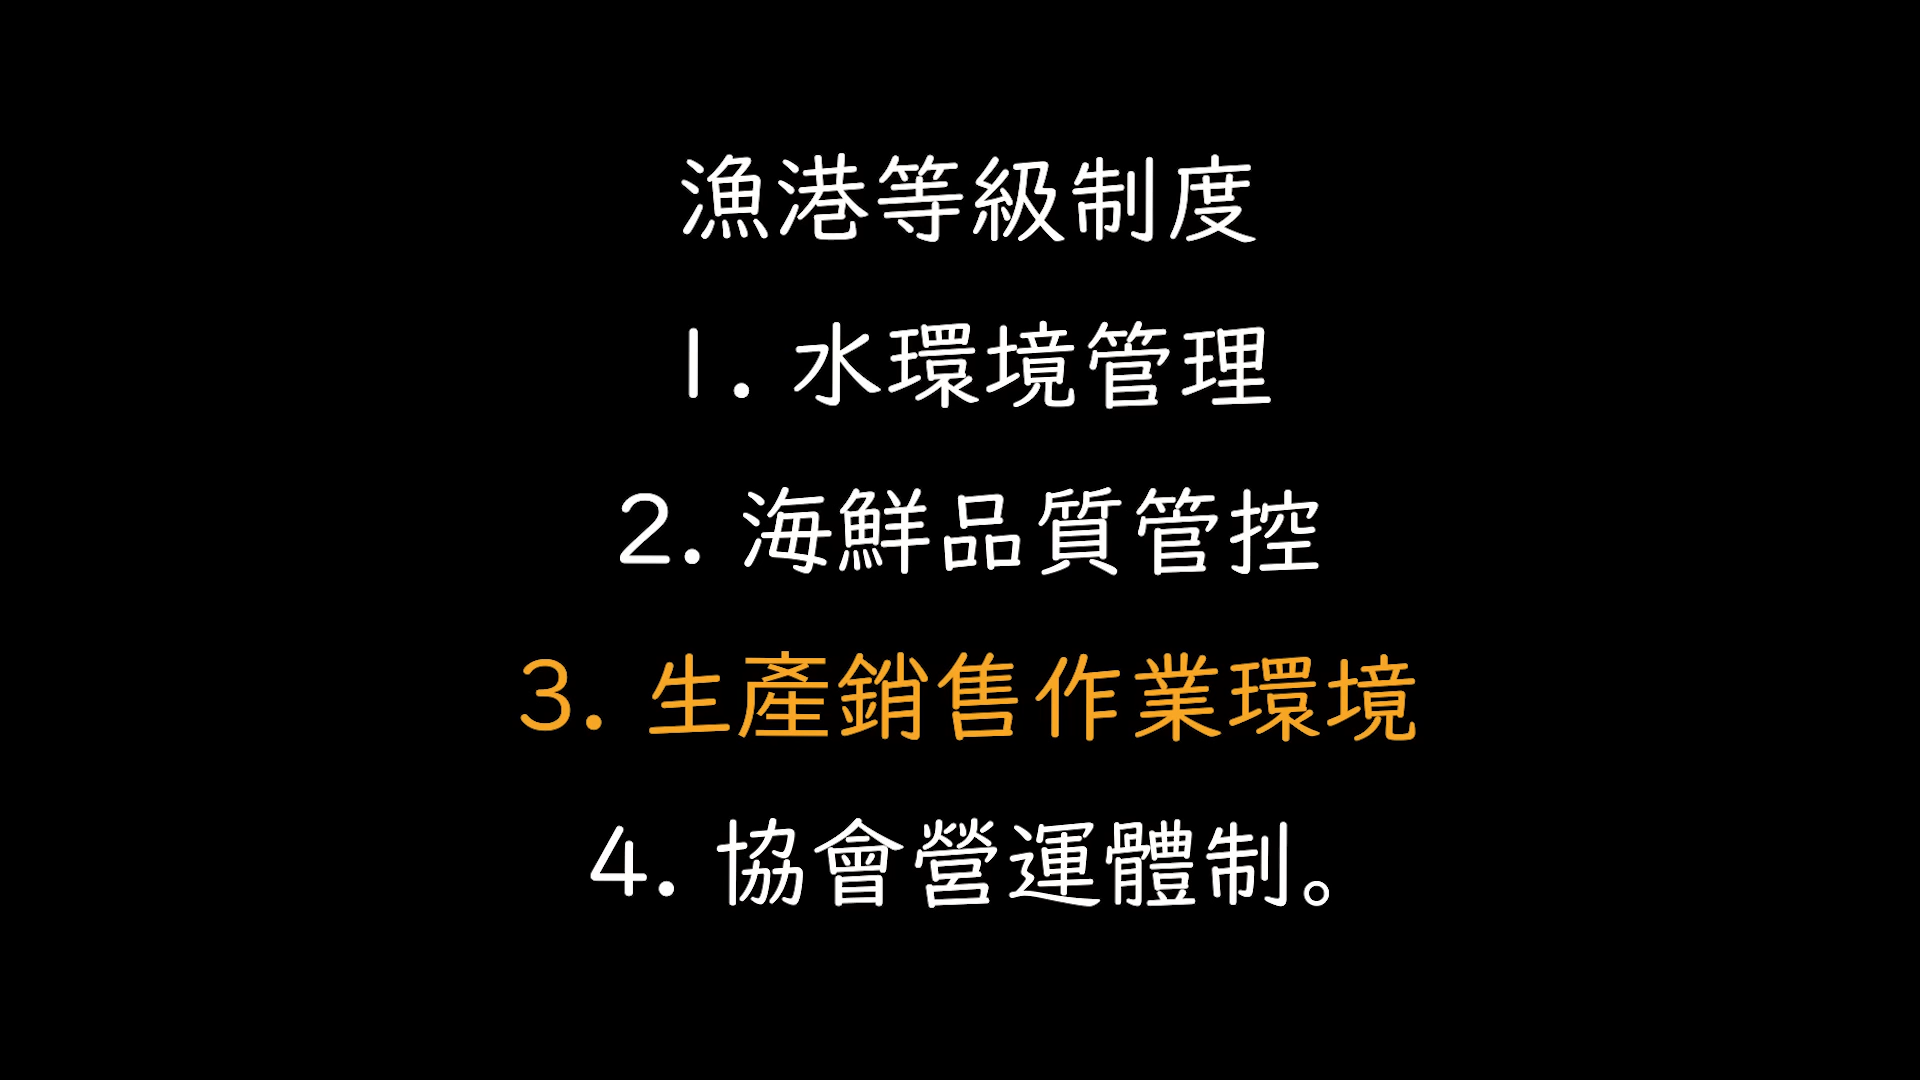 漁港等級制度
1. 水環境管理
2. 海鮮品質管控
3. 生產銷售作業環境
4. 協會營運體制。